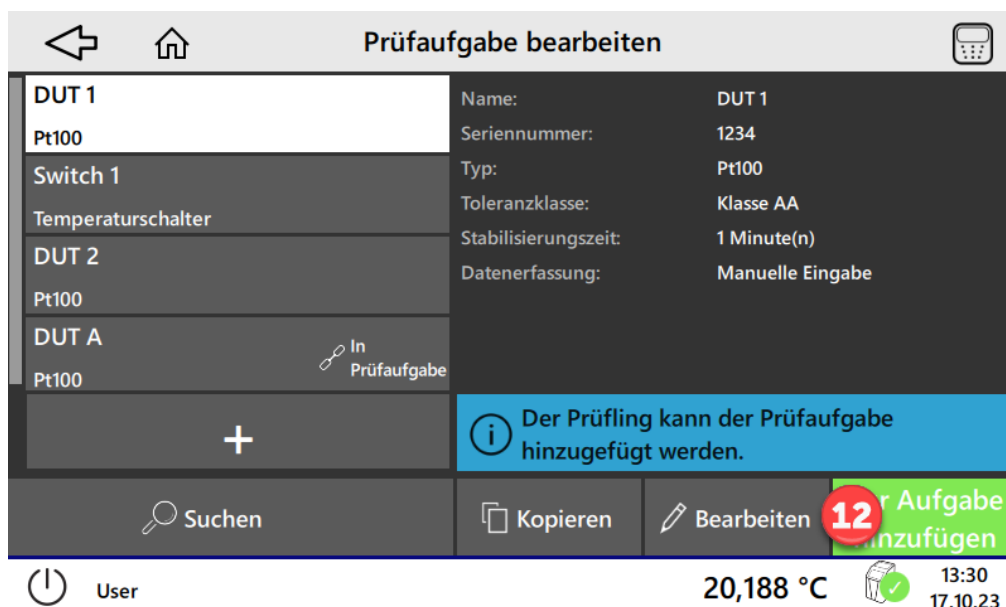 Prüfaufgabe bearbeiten
DUT 1
Pt100
Switch 1
Temperaturschalter
DUT 2
Pt100
DUT A
Pt100
In
Prüfaufgabe
+
Name: DUT 1
Seriennummer: 1234
Typ: Pt100
Toleranzklasse: Klasse AA
Stabilisierungszeit: 1 Minute(n)
Datenerfassung: Manuelle Eingabe
i
Der Prüfling kann der Prüfaufgabe
hinzugefügt werden.
Suchen
Kopieren
Bearbeiten
12
Aufgabe
User
20,188 °C
13:30
17.10.23